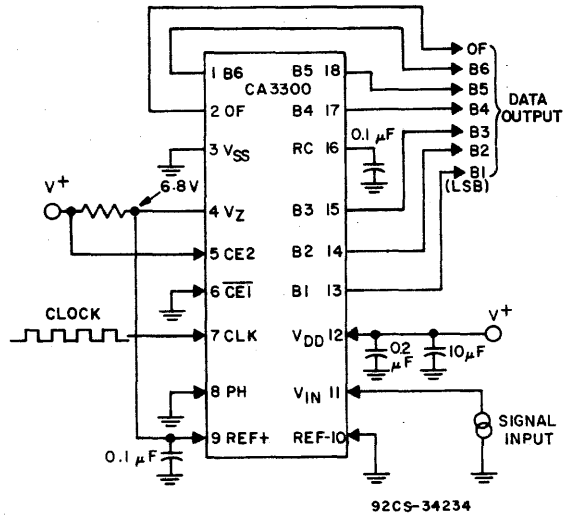 OF
B6
B5
B4
B3
B2
B1
(LSB)
DATA
OUTPUT
CA3300
1 B6
B5 18
2 OF
B4 17
0.1 µF
3 VSS
RC 16
6.8V
V+
4 VZ
B3 15
5 CE2
B2 14
6 CE1
B1 13
CLOCK
7 CLK
VDD 12
V+
0.2
µF
10µF
8 PH
VIN 11
SIGNAL
INPUT
9 REF+
REF-10
0.1 µF
92CS-34234